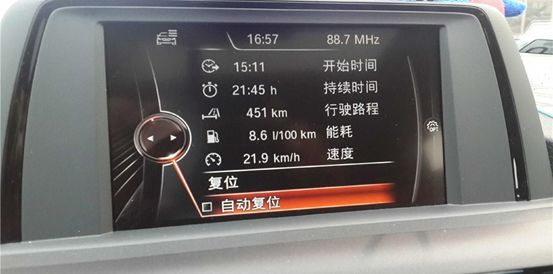 16:57 88.7 MHz
15:11 开始时间
21:45 h 持续时间
451 km 行驶路程
8.6 l/100 km 能耗
21.9 km/h 速度
复位
自动复位